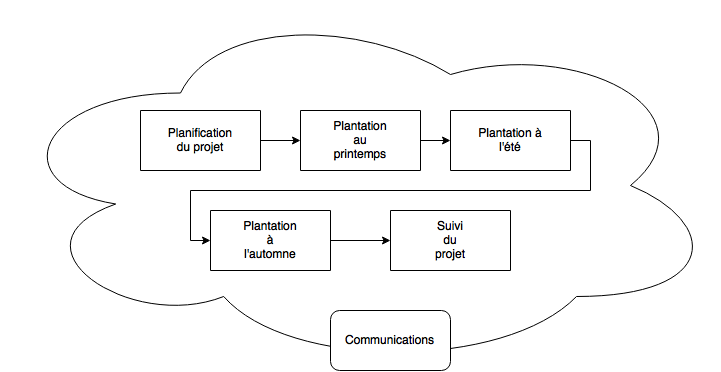 Planification
du projet
Plantation
au
printemps
Plantation à
l'été
Plantation
à
l'automne
Suivi
du
projet
Communications